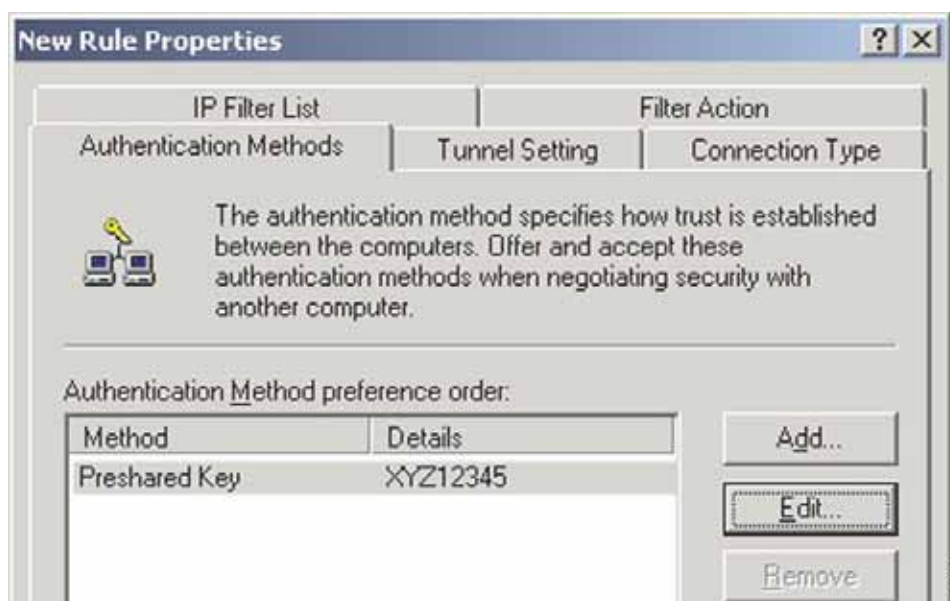 New Rule Properties
IP Filter List
Filter Action
Authentication Methods
Tunnel Setting
Connection Type
The authentication method specifies how trust is established
between the computers. Offer and accept these
authentication methods when negotiating security with
another computer.
Authentication Method preference order:
Method
Details
Add...
Preshared Key
XYZ12345
Edit...
Remove